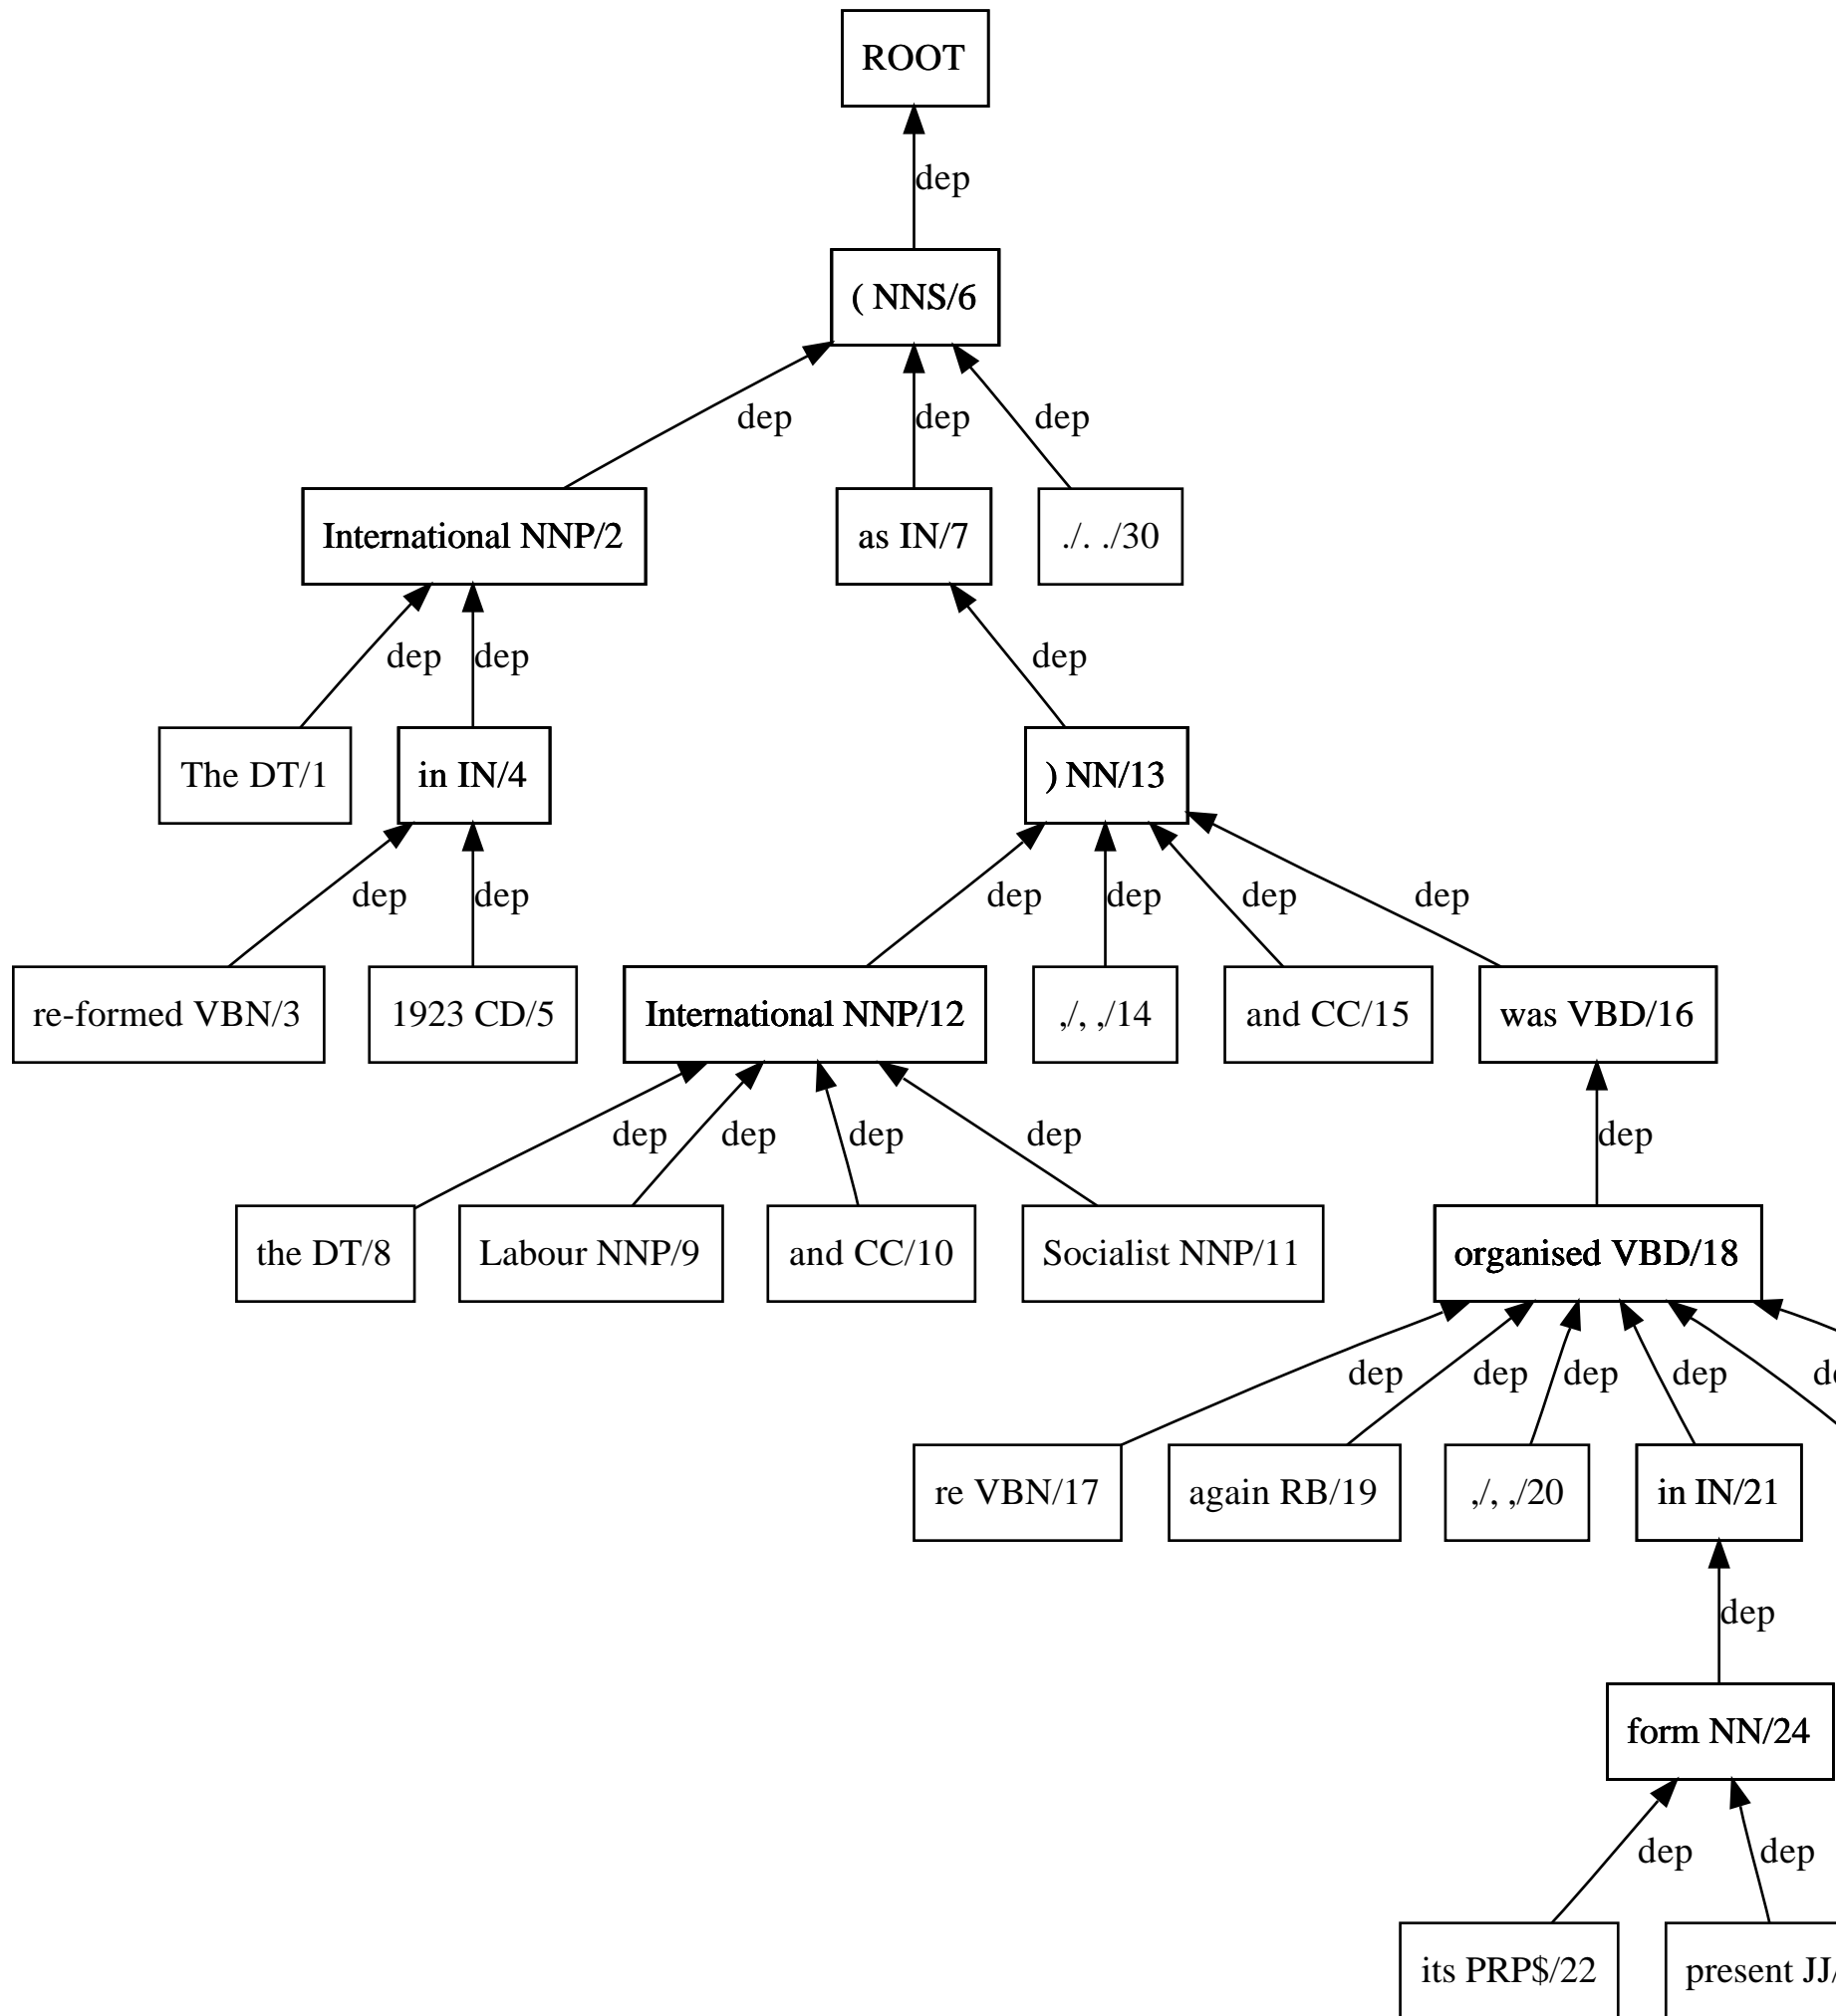 ROOT
dep
( NNS/6
dep dep dep
International NNP/2 as IN/7 ./. ./30
dep dep dep
The DT/1 in IN/4 ) NN/13
dep dep dep dep dep dep
re-formed VBN/3 1923 CD/5 International NNP/12 ,/, ,/14 and CC/15 was VBD/16
dep dep dep dep dep
the DT/8 Labour NNP/9 and CC/10 Socialist NNP/11 organised VBD/18
dep dep dep dep
re VBN/17 again RB/19 ,/, ,/20 in IN/21
dep
form NN/24
dep dep
its PRP$/22 present JJ/